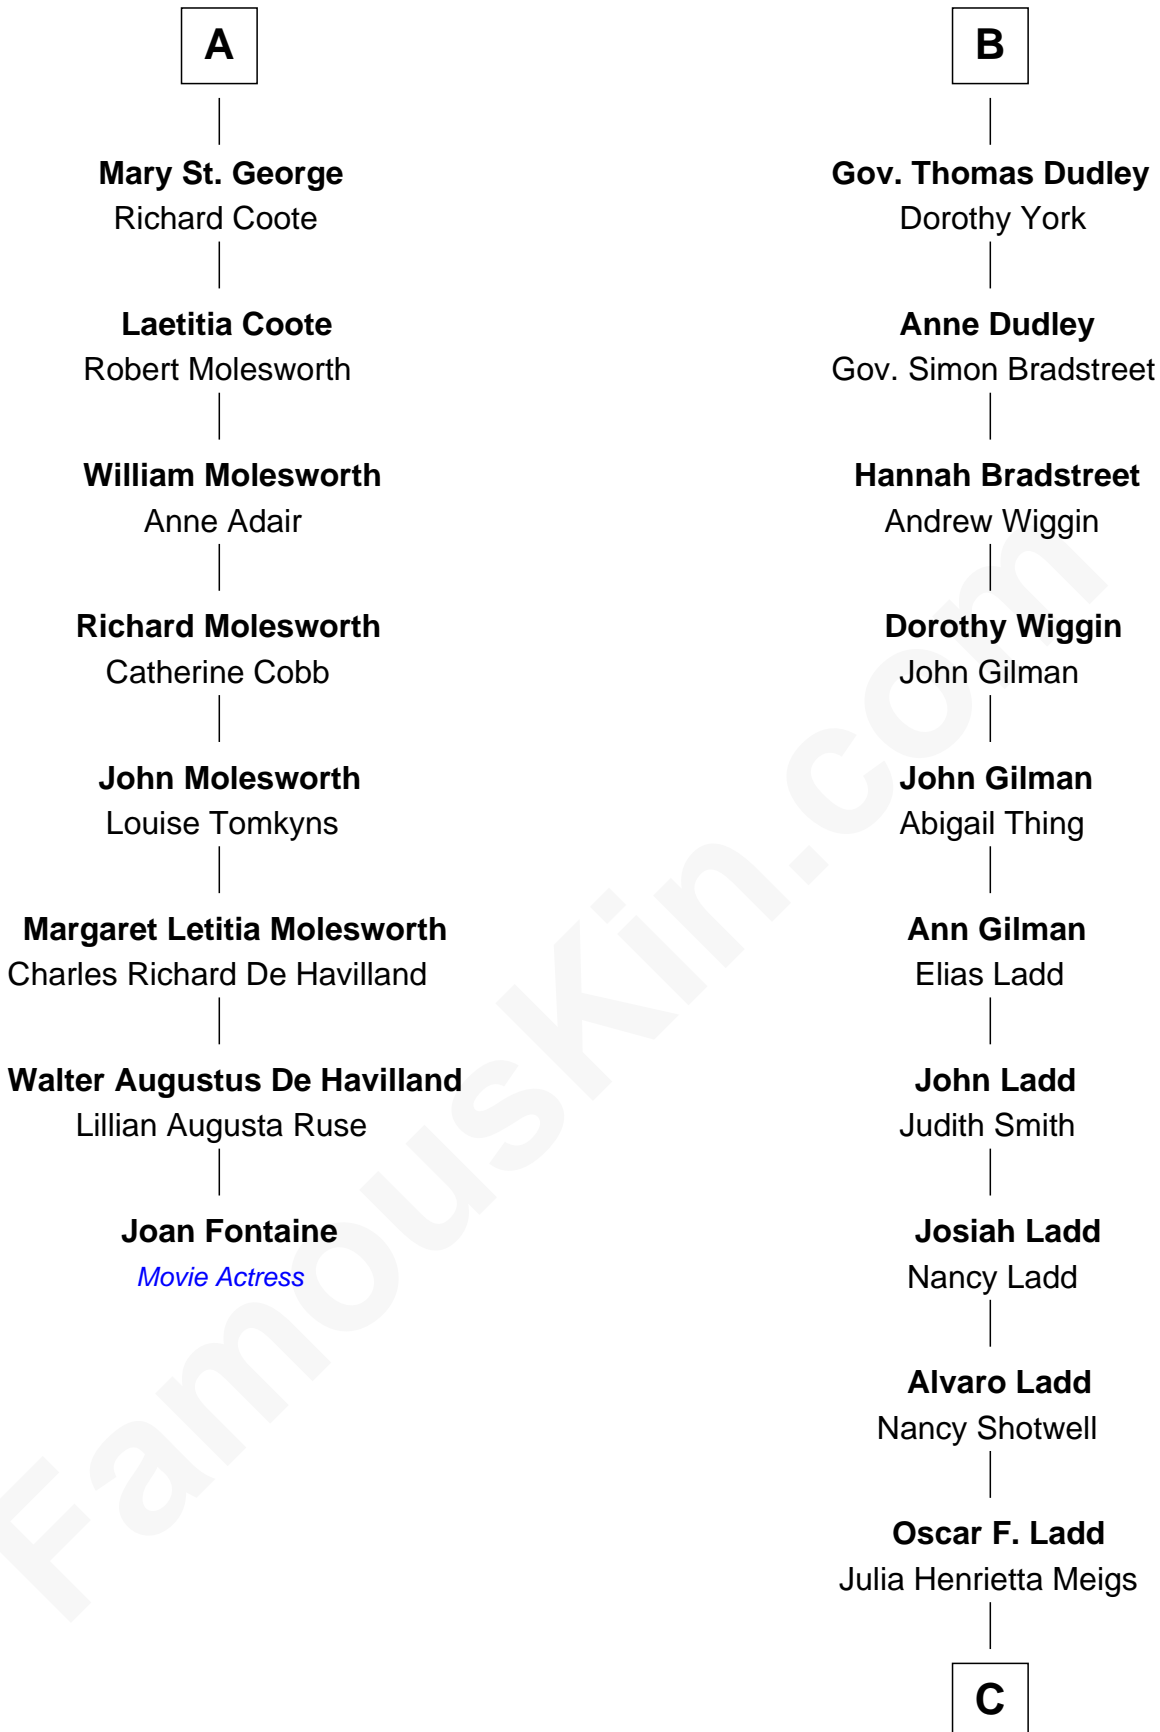 A
Mary St. George
Richard Coote
Laetitia Coote
Robert Molesworth
William Molesworth
Anne Adair
Richard Molesworth
Catherine Cobb
John Molesworth
Louise Tomkyns
Margaret Letitia Molesworth
Charles Richard De Havilland
Walter Augustus De Havilland
Lillian Augusta Ruse
Joan Fontaine
Movie Actress
B
Gov. Thomas Dudley
Dorothy York
Anne Dudley
Gov. Simon Bradstreet
Hannah Bradstreet
Andrew Wiggin
Dorothy Wiggin
John Gilman
John Gilman
Abigail Thing
Ann Gilman
Elias Ladd
John Ladd
Judith Smith
Josiah Ladd
Nancy Ladd
Alvaro Ladd
Nancy Shotwell
Oscar F. Ladd
Julia Henrietta Meigs
C
FamousKin.com